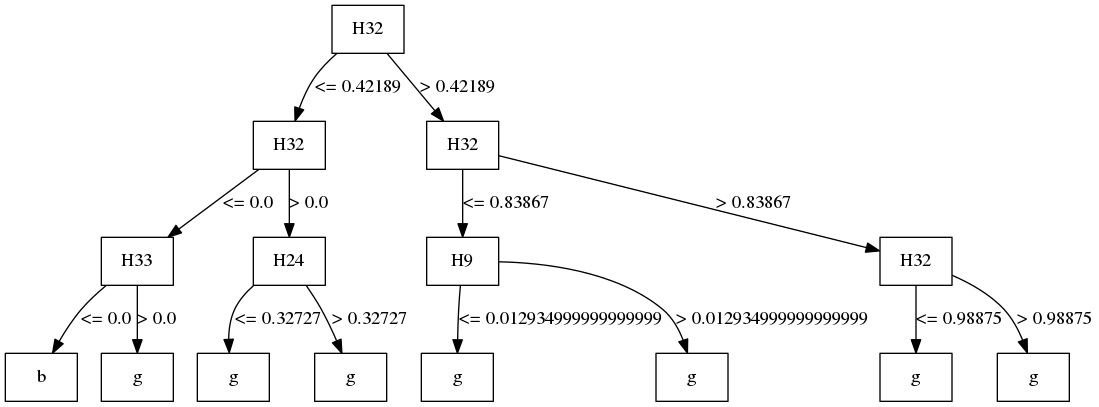 H32
<= 0.42189
> 0.42189
H32
H32
<= 0.0
> 0.0
<= 0.83867
> 0.83867
H33
H24
H9
H32
<= 0.0
> 0.0
<= 0.32727
> 0.32727
<= 0.012934999999999999
> 0.012934999999999999
<= 0.98875
> 0.98875
b
g
g
g
g
g
g
g